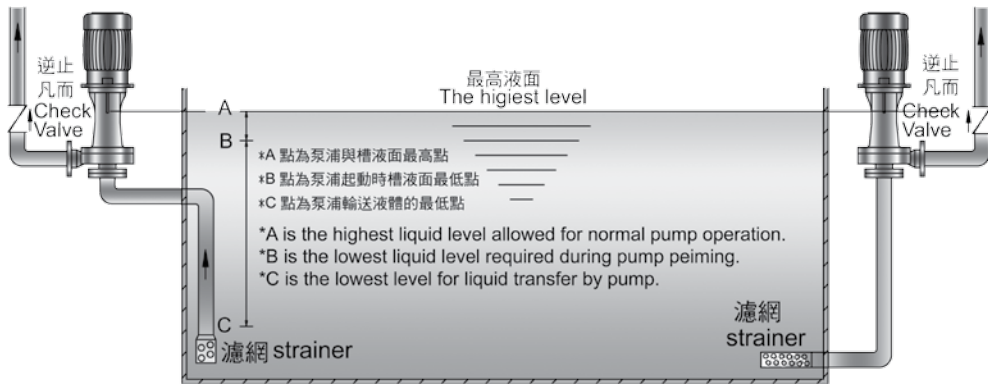 逆止
凡而
Check
Valve
最高液面
The higiest level
逆止
凡而
Check
Valve
A
B
*A 點為泵浦與槽液面最高點
*B 點為泵浦起動時槽液面最低點
*C 點為泵浦輸送液體的最低點
*A is the highest liquid level allowed for normal pump operation.
*B is the lowest liquid level required during pump peiming.
*C is the lowest level for liquid transfer by pump.
C
濾網 strainer
濾網
strainer